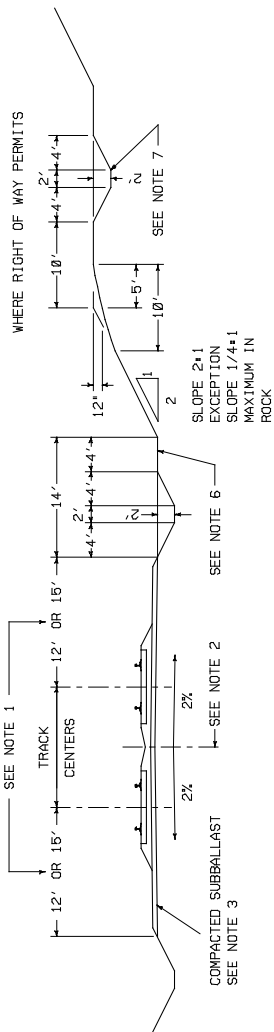 SEE NOTE 1
12' OR 15'
TRACK
CENTERS
12' OR 15'
14'
4'
2'
4'
4'
2'
2%
2%
COMPACTED SUBBALLAST
SEE NOTE 3
SEE NOTE 2
SEE NOTE 6
1
2
SLOPE 2:1
EXCEPTION
SLOPE 1/4:1
MAXIMUM IN
ROCK
12"
5'
10'
10'
4'
2'
4'
2'
SEE NOTE 7
WHERE RIGHT OF WAY PERMITS